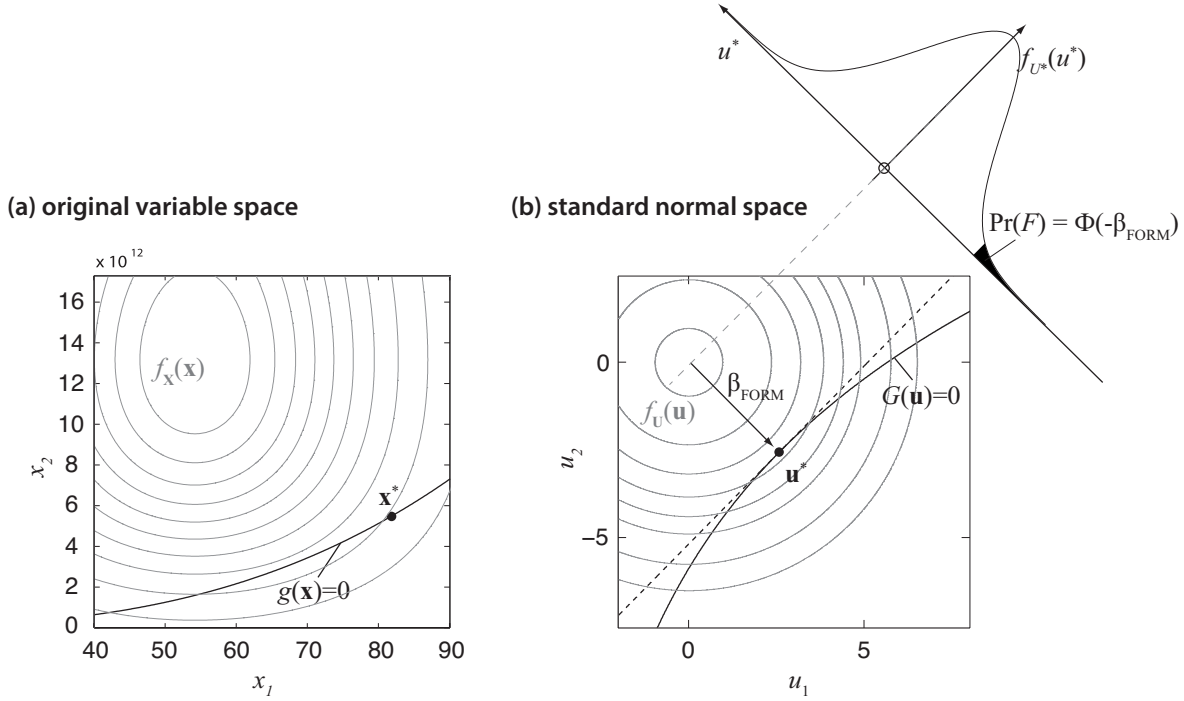 u*
f_U*(u*)
(a) original variable space
(b) standard normal space
Pr(F) = Φ(-β_FORM)
x 10^12
16
14
12
10
8
6
4
2
0
40
50
60
70
80
90
x_2
x_1
f_X(x)
x*
g(x)=0
0
−5
0
5
u_2
u_1
β_FORM
f_U(u)
G(u)=0
u*